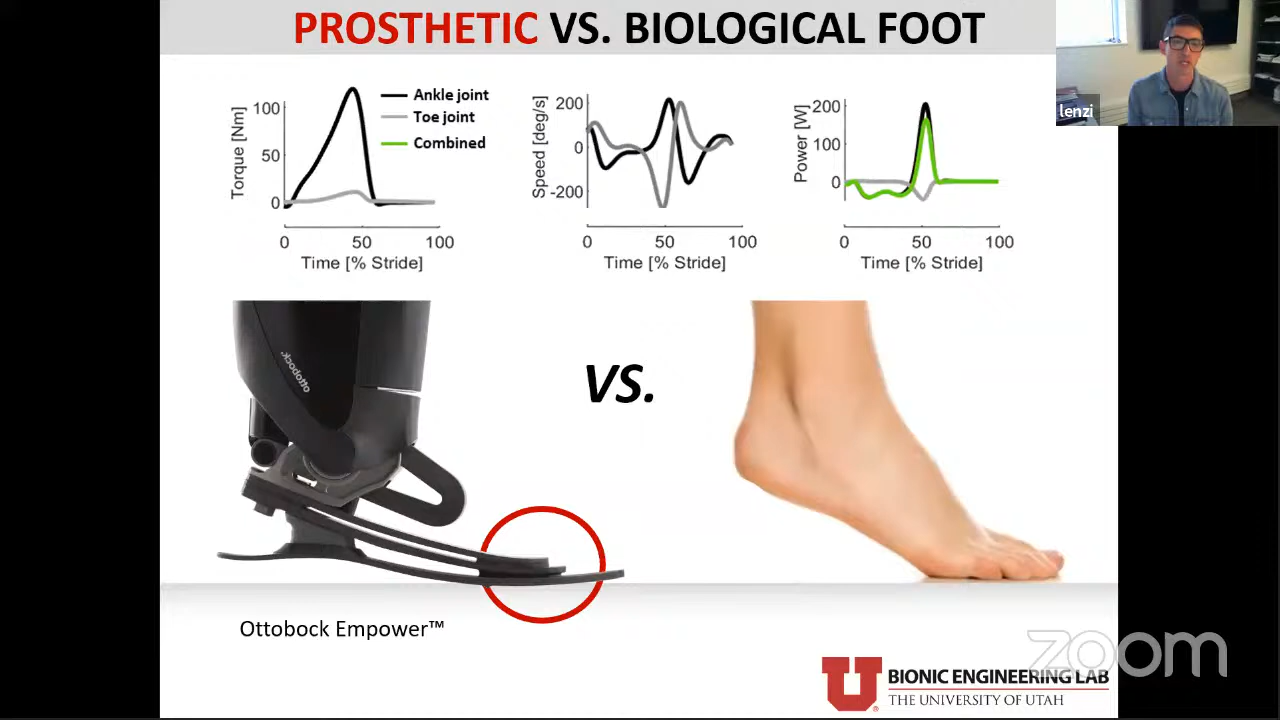 PROSTHETIC VS. BIOLOGICAL FOOT
lenzi
Torque [Nm]
100
50
0
0 50 100
Time [% Stride]
Ankle joint
Toe joint
Combined
Speed [deg/s]
200
0
-200
0 50 100
Time [% Stride]
Power [W]
200
100
0
0 50 100
Time [% Stride]
ottobock.
VS.
Ottobock Empower™
zoom
U
BIONIC ENGINEERING LAB
THE UNIVERSITY OF UTAH